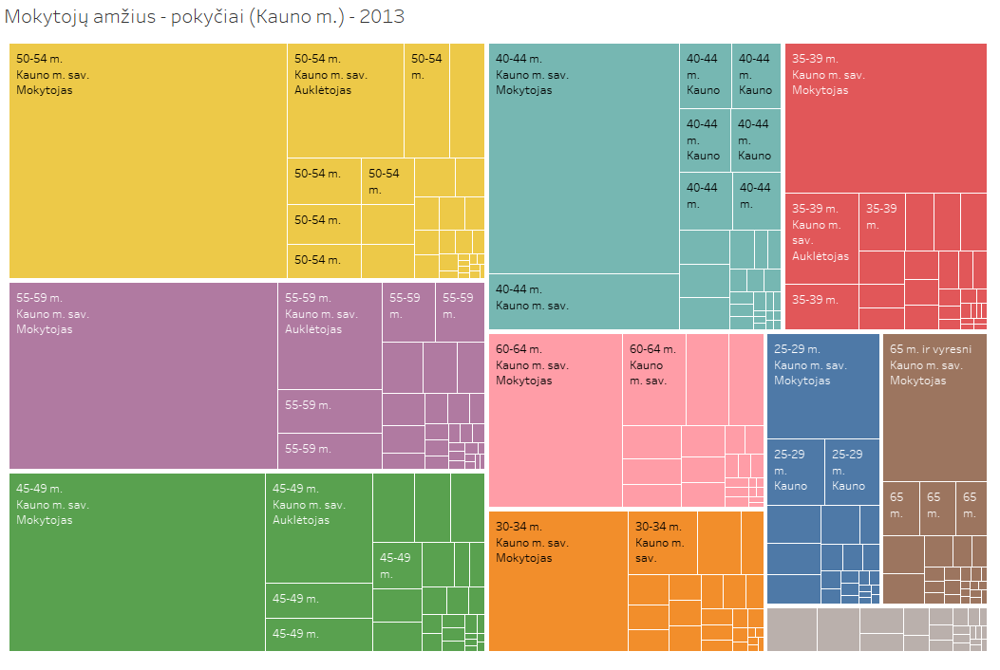 Mokytojų amžius - pokyčiai (Kauno m.) - 2013
50-54 m.
Kauno m. sav.
Mokytojas
50-54 m.
Kauno m. sav.
Auklėtojas
50-54
m.
50-54 m.
50-54
m.
50-54 m.
50-54 m.
55-59 m.
Kauno m. sav.
Mokytojas
55-59 m.
Kauno m. sav.
Auklėtojas
55-59
m.
55-59
m.
55-59 m.
55-59 m.
45-49 m.
Kauno m. sav.
Mokytojas
45-49 m.
Kauno m. sav.
Auklėtojas
45-49
m.
45-49 m.
45-49 m.
40-44 m.
Kauno m. sav.
Mokytojas
40-44
m.
Kauno
40-44
m.
Kauno
40-44
m.
Kauno
40-44
m.
Kauno
40-44
m.
40-44
m.
40-44 m.
Kauno m. sav.
35-39 m.
Kauno m. sav.
Mokytojas
35-39 m.
Kauno m.
sav.
Auklėtojas
35-39
m.
35-39 m.
60-64 m.
Kauno m. sav.
Mokytojas
60-64 m.
Kauno
m. sav.
30-34 m.
Kauno m. sav.
Mokytojas
30-34 m.
Kauno m.
sav.
25-29 m.
Kauno m. sav.
Mokytojas
25-29
m.
Kauno
25-29
m.
Kauno
65 m. ir vyresni
Kauno m. sav.
Mokytojas
65
m.
65
m.
65
m.